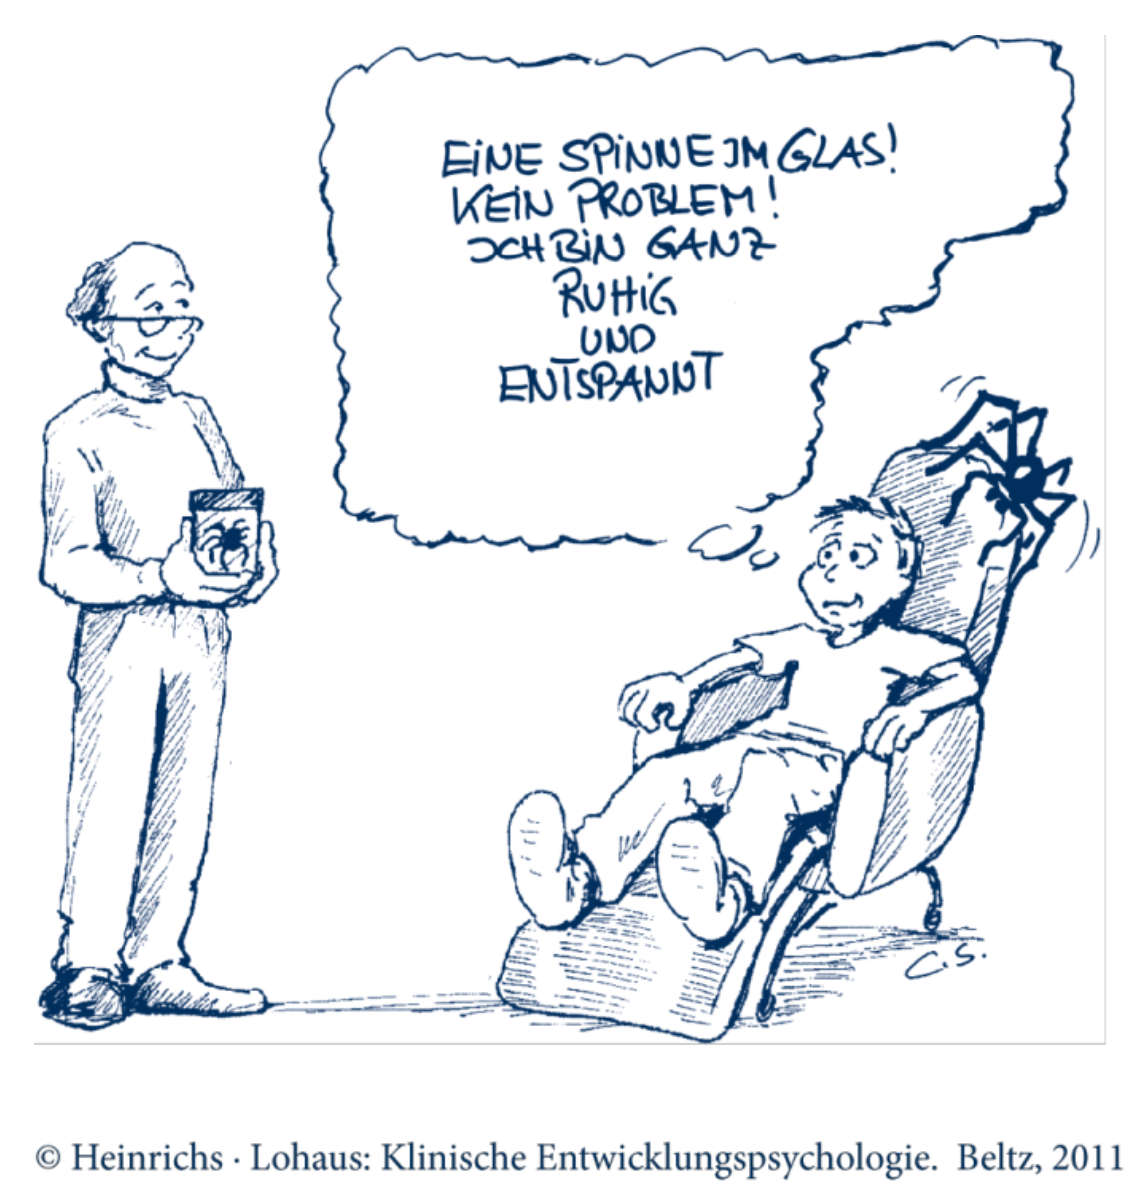 EINE SPINNE IM GLAS!
KEIN PROBLEM!
ICH BIN GANZ
RUHIG
UND
ENTSPANNT
C.S.
© Heinrichs · Lohaus: Klinische Entwicklungspsychologie. Beltz, 2011